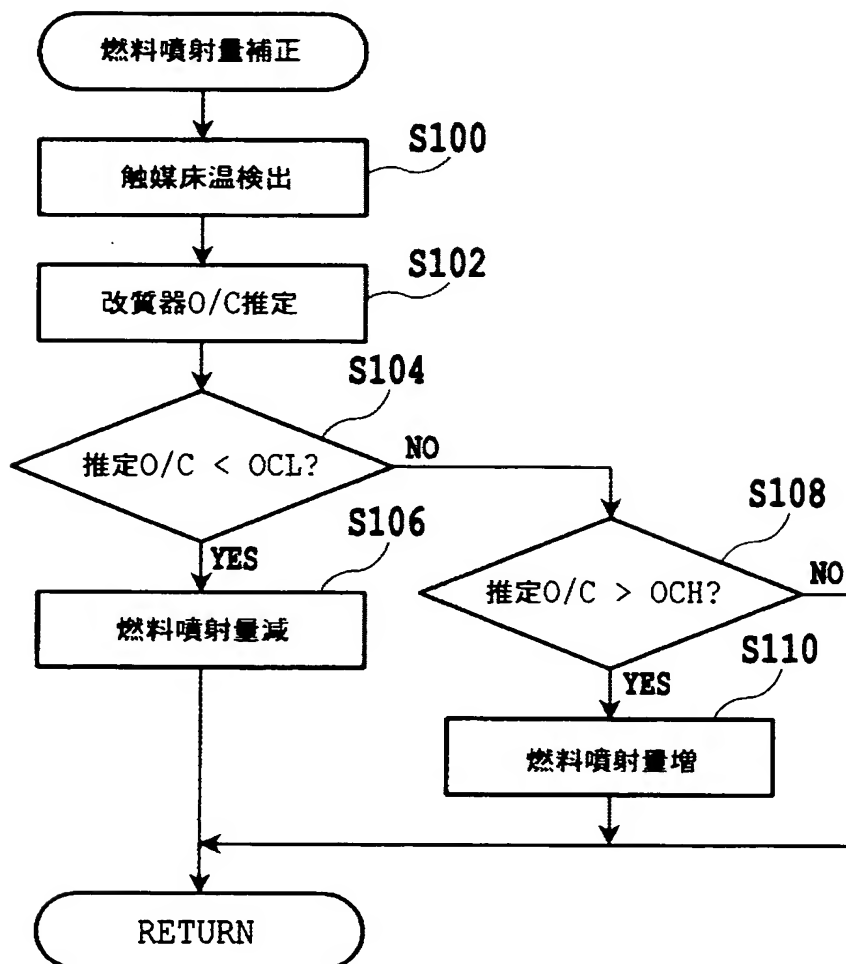 燃料噴射量補正
S100
触媒床温検出
S102
改質器O/C推定
S104
推定O/C < OCL?
NO
S108
S106
YES
推定O/C > OCH?
NO
燃料噴射量減
S110
YES
燃料噴射量増
RETURN